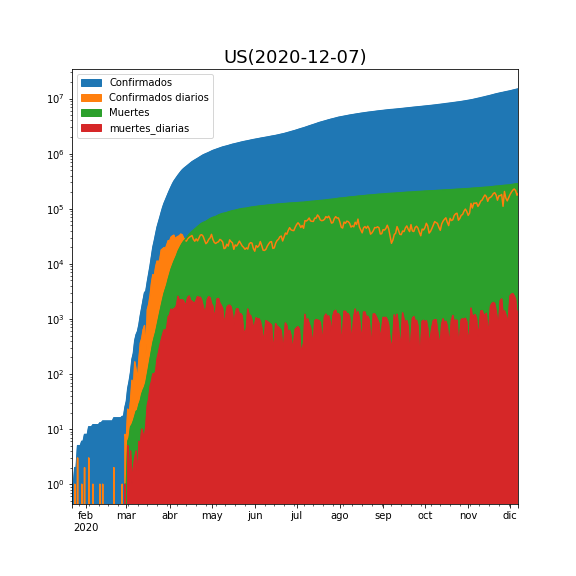 US(2020-12-07)
Confirmados
Confirmados diarios
Muertes
muertes_diarias
10⁷
10⁶
10⁵
10⁴
10³
10²
10¹
10⁰
feb mar abr may jun jul ago sep oct nov dic
2020